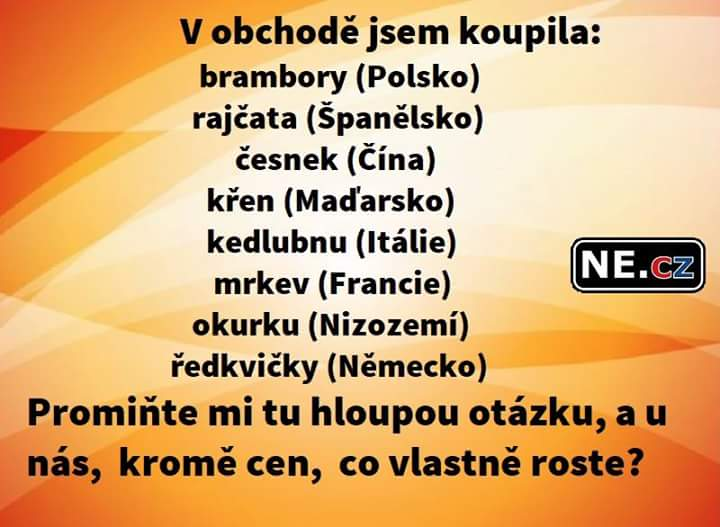 V obchodě jsem koupila:
brambory (Polsko)
rajčata (Španělsko)
česnek (Čína)
křen (Maďarsko)
kedlubnu (Itálie)
NE.cz
mrkev (Francie)
okurku (Nizozemí)
ředkvičky (Německo)
Promiňte mi tu hloupou otázku, a u
nás, kromě cen, co vlastně roste?